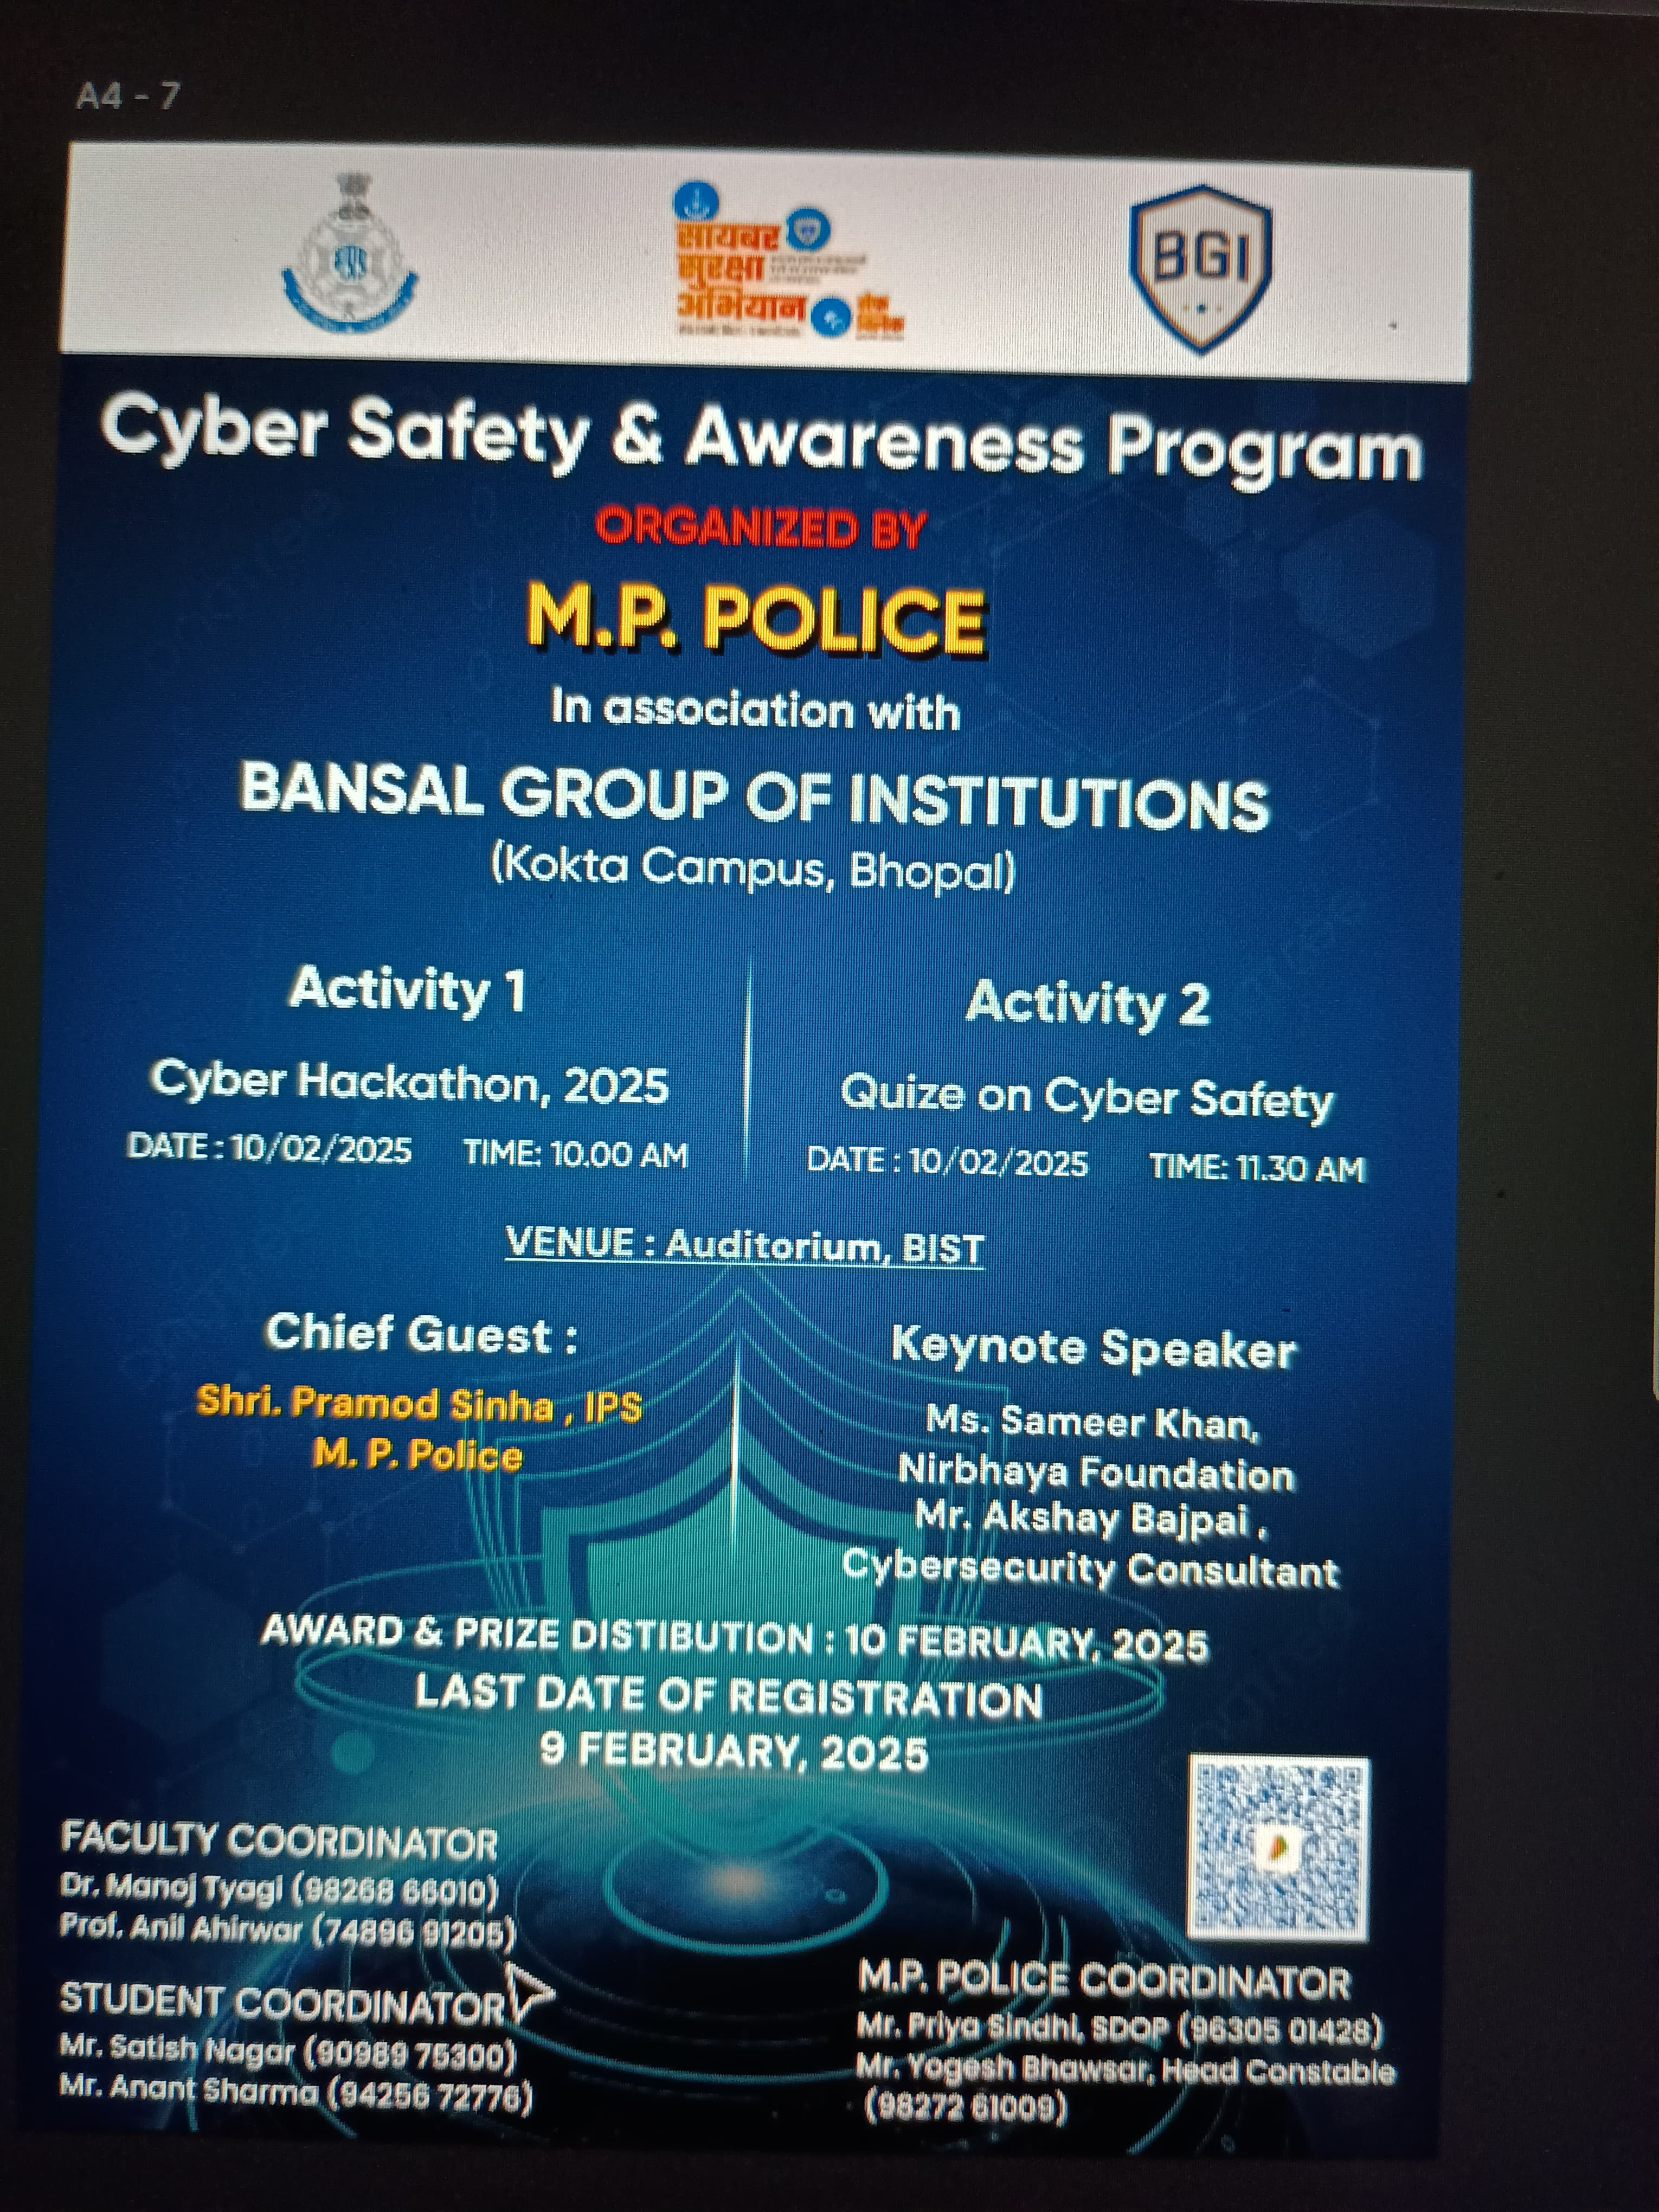 A4 - 7
सायबर
सुरक्षा
अभियान
BGI
Cyber Safety & Awareness Program
ORGANIZED BY
M.P. POLICE
In association with
BANSAL GROUP OF INSTITUTIONS
(Kokta Campus, Bhopal)
Activity 1
Cyber Hackathon, 2025
DATE : 10/02/2025 TIME: 10.00 AM
Activity 2
Quize on Cyber Safety
DATE : 10/02/2025 TIME: 11.30 AM
VENUE : Auditorium, BIST
Chief Guest :
Shri. Pramod Sinha , IPS
M. P. Police
Keynote Speaker
Ms. Sameer Khan,
Nirbhaya Foundation
Mr. Akshay Bajpai ,
Cybersecurity Consultant
AWARD & PRIZE DISTIBUTION : 10 FEBRUARY, 2025
LAST DATE OF REGISTRATION
9 FEBRUARY, 2025
FACULTY COORDINATOR
Dr. Manoj Tyagi (98268 66010)
Prof. Anil Ahirwar (74896 91205)
STUDENT COORDINATOR
Mr. Satish Nagar (90989 75300)
Mr. Anant Sharma (94256 72776)
M.P. POLICE COORDINATOR
Mr. Priya Sindhi, SDOP (96305 01428)
Mr. Yogesh Bhawsar, Head Constable
(98272 61009)